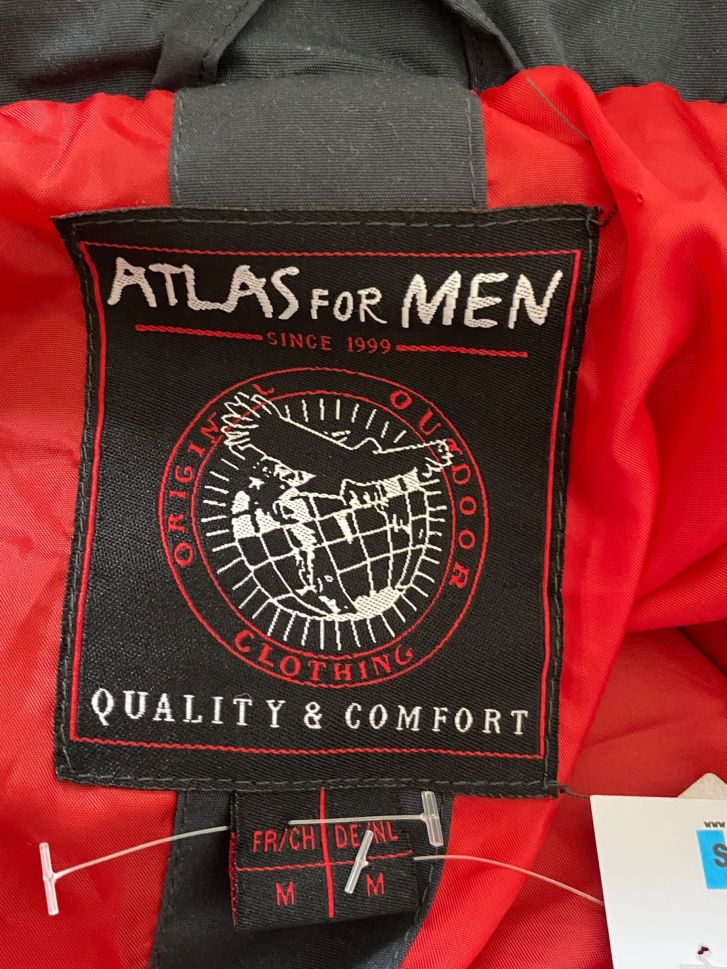 ATLAS FOR MEN
SINCE 1999
ORIGINAL OUTDOOR
CLOTHING
QUALITY & COMFORT
FR/CH DE/NL
M M
S